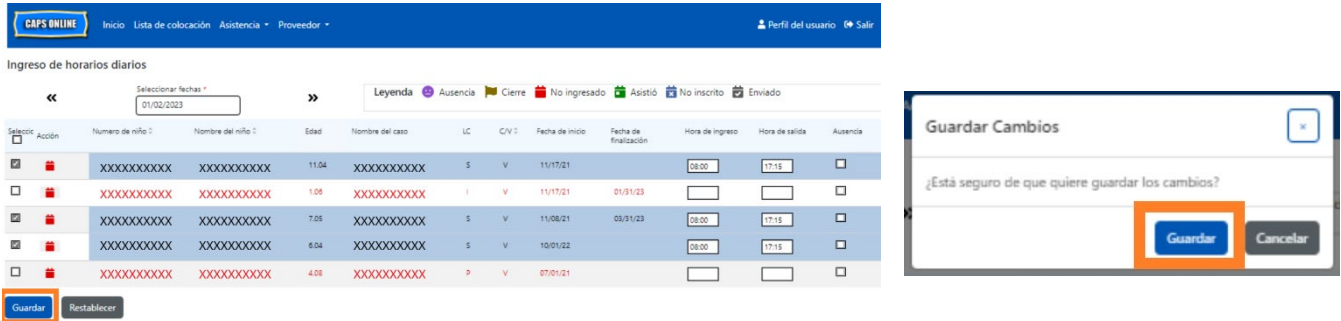 CAPS ONLINE Inicio Lista de colocación Asistencia Proveedor Perfil del usuario Salir
Ingreso de horarios diarios
Seleccionar fechas *
« 01/02/2023 » Leyenda Ausencia Cierre No ingresado Asistió No inscrito Enviado
Selecció Acción Numero de niño Nombre del niño Edad Nombre del caso LC C/V Fecha de inicio Fecha de finalización Hora de ingreso Hora de salida Ausencia
XXXXXXXXXX XXXXXXXXXX 11.04 XXXXXXXXXX S V 11/17/21 08:00 17:15
XXXXXXXXXX XXXXXXXXXX 1.06 XXXXXXXXXX I V 11/17/21 01/31/23
XXXXXXXXXX XXXXXXXXXX 7.05 XXXXXXXXXX S V 11/08/21 03/31/23 08:00 17:15
XXXXXXXXXX XXXXXXXXXX 6.04 XXXXXXXXXX S V 10/01/22 08:00 17:15
XXXXXXXXXX XXXXXXXXXX 4.08 XXXXXXXXXX P V 07/01/21
Guardar Restablecer
Guardar Cambios ×
¿Está seguro de que quiere guardar los cambios?
Guardar Cancelar